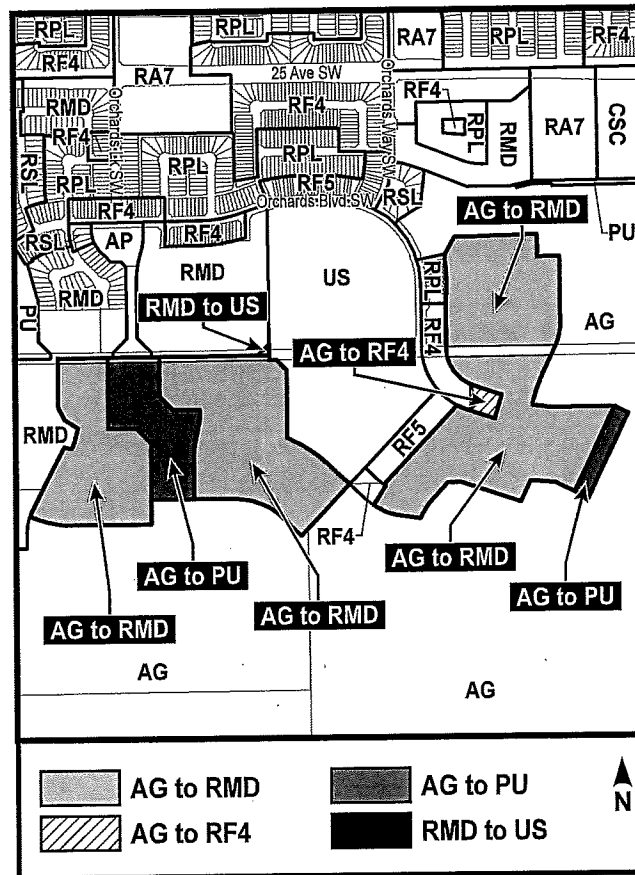 RPL
RPL
RA7
RPL
RF4
RF4
RA7
25 Ave SW
Orchards Way SW
RF4
RMD
RF4
RF4
Orchards Lk SW
RPL
RMD
RA7
CSC
RSL
RPL
RPL
RPL
RF5
RSL
Orchards Blvd SW
RF4
AG to RMD
RSL
AP
RF4
PU
RMD
US
RPL
RMD
PU
RMD to US
RF4
AG
AG to RF4
RMD
RF5
RF4
AG to RMD
AG to PU
AG to PU
AG to RMD
AG to RMD
AG
AG
AG to RMD
AG to PU
AG to RF4
RMD to US
N